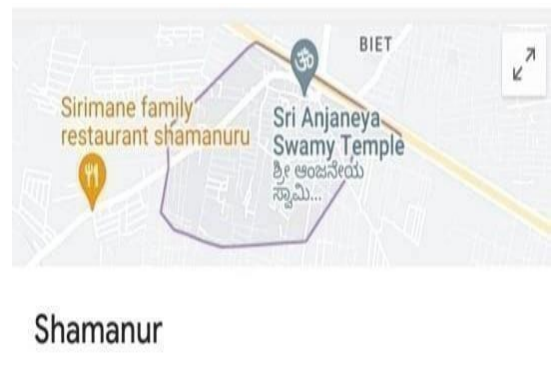 BIET
Sirimane family
restaurant shamanuru
Sri Anjaneya
Swamy Temple
ಶ್ರೀ ಆಂಜನೇಯ
ಸ್ವಾಮಿ...
Shamanur